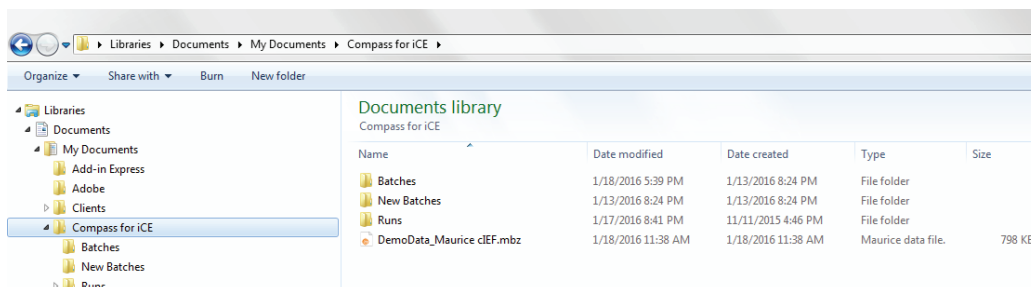 Libraries Documents My Documents Compass for iCE
Organize Share with Burn New folder
Libraries
Documents
My Documents
Add-in Express
Adobe
Clients
Compass for iCE
Batches
New Batches
Runs
Documents library
Compass for iCE
Name Date modified Date created Type Size
Batches 1/18/2016 5:39 PM 1/13/2016 8:24 PM File folder
New Batches 1/13/2016 8:24 PM 1/13/2016 8:24 PM File folder
Runs 1/17/2016 8:41 PM 11/11/2015 4:46 PM File folder
DemoData_Maurice cIEF.mbz 1/18/2016 11:38 AM 1/18/2016 11:38 AM Maurice data file. 798 KB